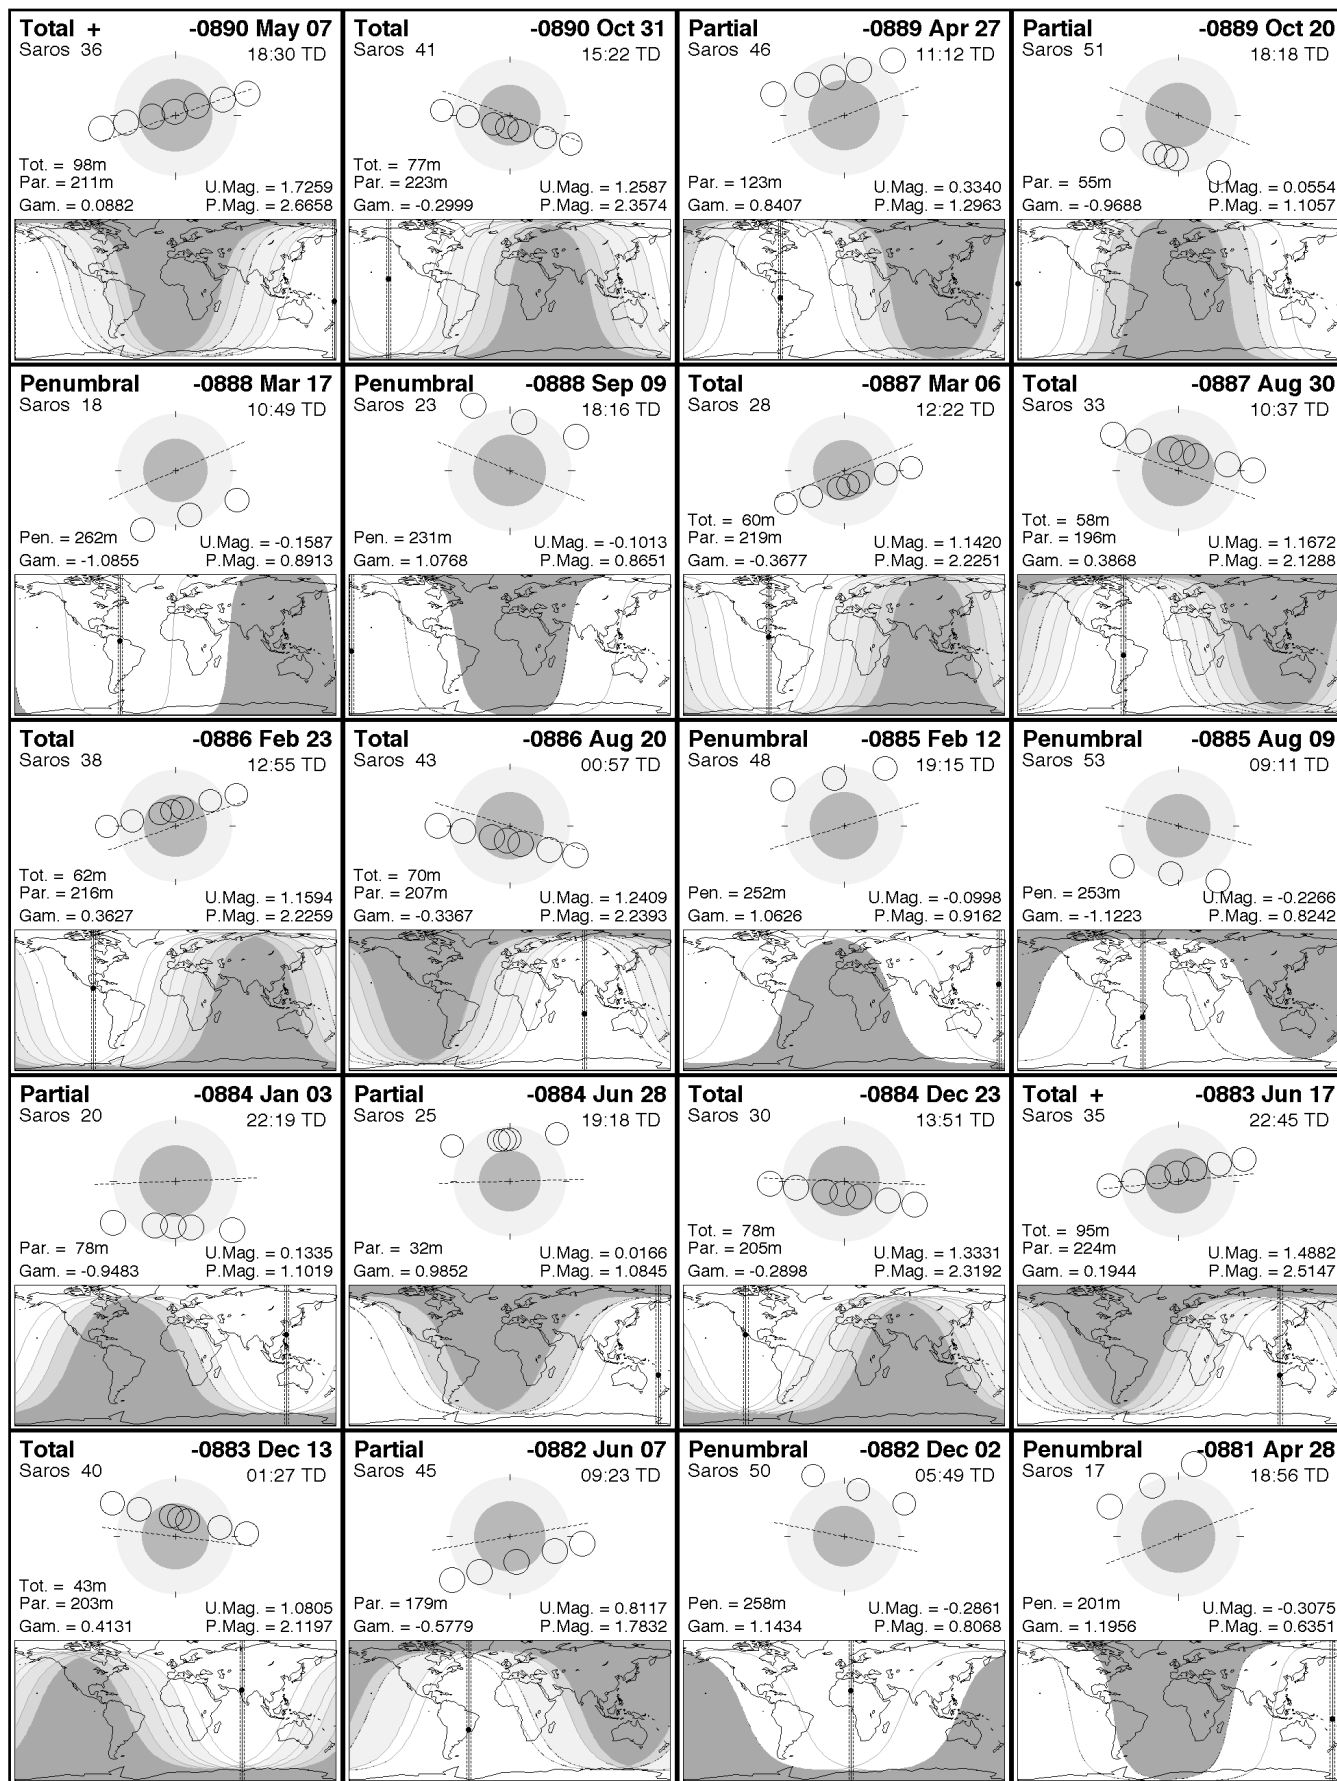 Total + -0890 May 07
Saros 36 18:30 TD
Tot. = 98m
Par. = 211m U.Mag. = 1.7259
Gam. = 0.0882 P.Mag. = 2.6658
Total -0890 Oct 31
Saros 41 15:22 TD
Tot. = 77m
Par. = 223m U.Mag. = 1.2587
Gam. = -0.2999 P.Mag. = 2.3574
Partial -0889 Apr 27
Saros 46 11:12 TD
Par. = 123m U.Mag. = 0.3340
Gam. = 0.8407 P.Mag. = 1.2963
Partial -0889 Oct 20
Saros 51 18:18 TD
Par. = 55m U.Mag. = 0.0554
Gam. = -0.9688 P.Mag. = 1.1057
Penumbral -0888 Mar 17
Saros 18 10:49 TD
Pen. = 262m U.Mag. = -0.1587
Gam. = -1.0855 P.Mag. = 0.8913
Penumbral -0888 Sep 09
Saros 23 18:16 TD
Pen. = 231m U.Mag. = -0.1013
Gam. = 1.0768 P.Mag. = 0.8651
Total -0887 Mar 06
Saros 28 12:22 TD
Tot. = 60m
Par. = 219m U.Mag. = 1.1420
Gam. = -0.3677 P.Mag. = 2.2251
Total -0887 Aug 30
Saros 33 10:37 TD
Tot. = 58m
Par. = 196m U.Mag. = 1.1672
Gam. = 0.3868 P.Mag. = 2.1288
Total -0886 Feb 23
Saros 38 12:55 TD
Tot. = 62m
Par. = 216m U.Mag. = 1.1594
Gam. = 0.3627 P.Mag. = 2.2259
Total -0886 Aug 20
Saros 43 00:57 TD
Tot. = 70m
Par. = 207m U.Mag. = 1.2409
Gam. = -0.3367 P.Mag. = 2.2393
Penumbral -0885 Feb 12
Saros 48 19:15 TD
Pen. = 252m U.Mag. = -0.0998
Gam. = 1.0626 P.Mag. = 0.9162
Penumbral -0885 Aug 09
Saros 53 09:11 TD
Pen. = 253m U.Mag. = -0.2266
Gam. = -1.1223 P.Mag. = 0.8242
Partial -0884 Jan 03
Saros 20 22:19 TD
Par. = 78m U.Mag. = 0.1335
Gam. = -0.9483 P.Mag. = 1.1019
Partial -0884 Jun 28
Saros 25 19:18 TD
Par. = 32m U.Mag. = 0.0166
Gam. = 0.9852 P.Mag. = 1.0845
Total -0884 Dec 23
Saros 30 13:51 TD
Tot. = 78m
Par. = 205m U.Mag. = 1.3331
Gam. = -0.2898 P.Mag. = 2.3192
Total + -0883 Jun 17
Saros 35 22:45 TD
Tot. = 95m
Par. = 224m U.Mag. = 1.4882
Gam. = 0.1944 P.Mag. = 2.5147
Total -0883 Dec 13
Saros 40 01:27 TD
Tot. = 43m
Par. = 203m U.Mag. = 1.0805
Gam. = 0.4131 P.Mag. = 2.1197
Partial -0882 Jun 07
Saros 45 09:23 TD
Par. = 179m U.Mag. = 0.8117
Gam. = -0.5779 P.Mag. = 1.7832
Penumbral -0882 Dec 02
Saros 50 05:49 TD
Pen. = 258m U.Mag. = -0.2861
Gam. = 1.1434 P.Mag. = 0.8068
Penumbral -0881 Apr 28
Saros 17 18:56 TD
Pen. = 201m U.Mag. = -0.3075
Gam. = 1.1956 P.Mag. = 0.6351